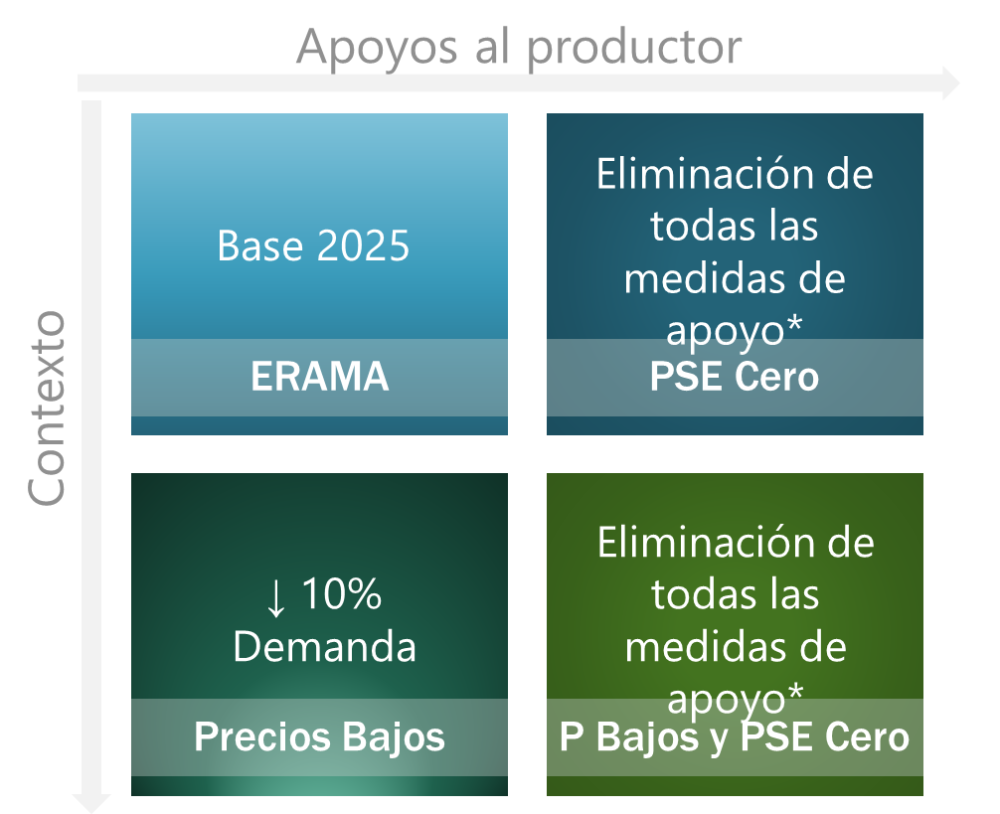 Apoyos al productor
Contexto
Base 2025
ERAMA
Eliminación de
todas las
medidas de
apoyo*
PSE Cero
↓ 10%
Demanda
Precios Bajos
Eliminación de
todas las
medidas de
apoyo*
P Bajos y PSE Cero